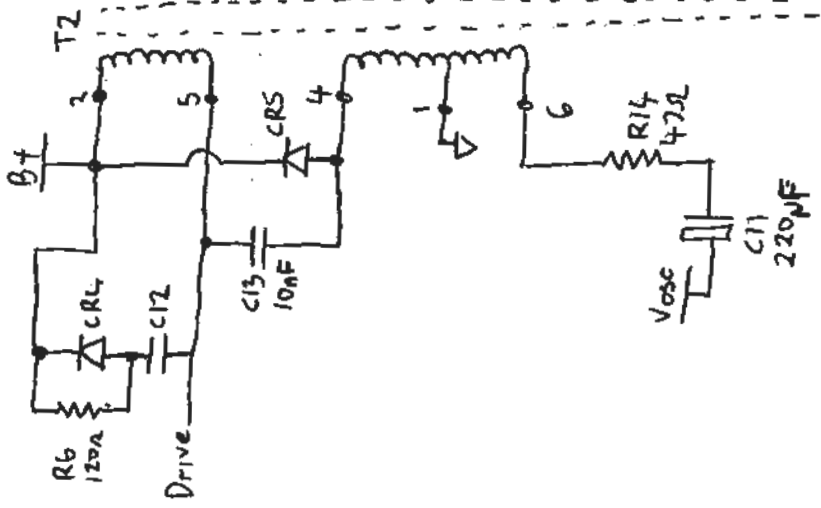 T2
B+
2
5
4
1
6
CR5
CR4
C12
C13
10nF
R6
120Ω
Drive
R14
47Ω
C11
220µF
Vosc